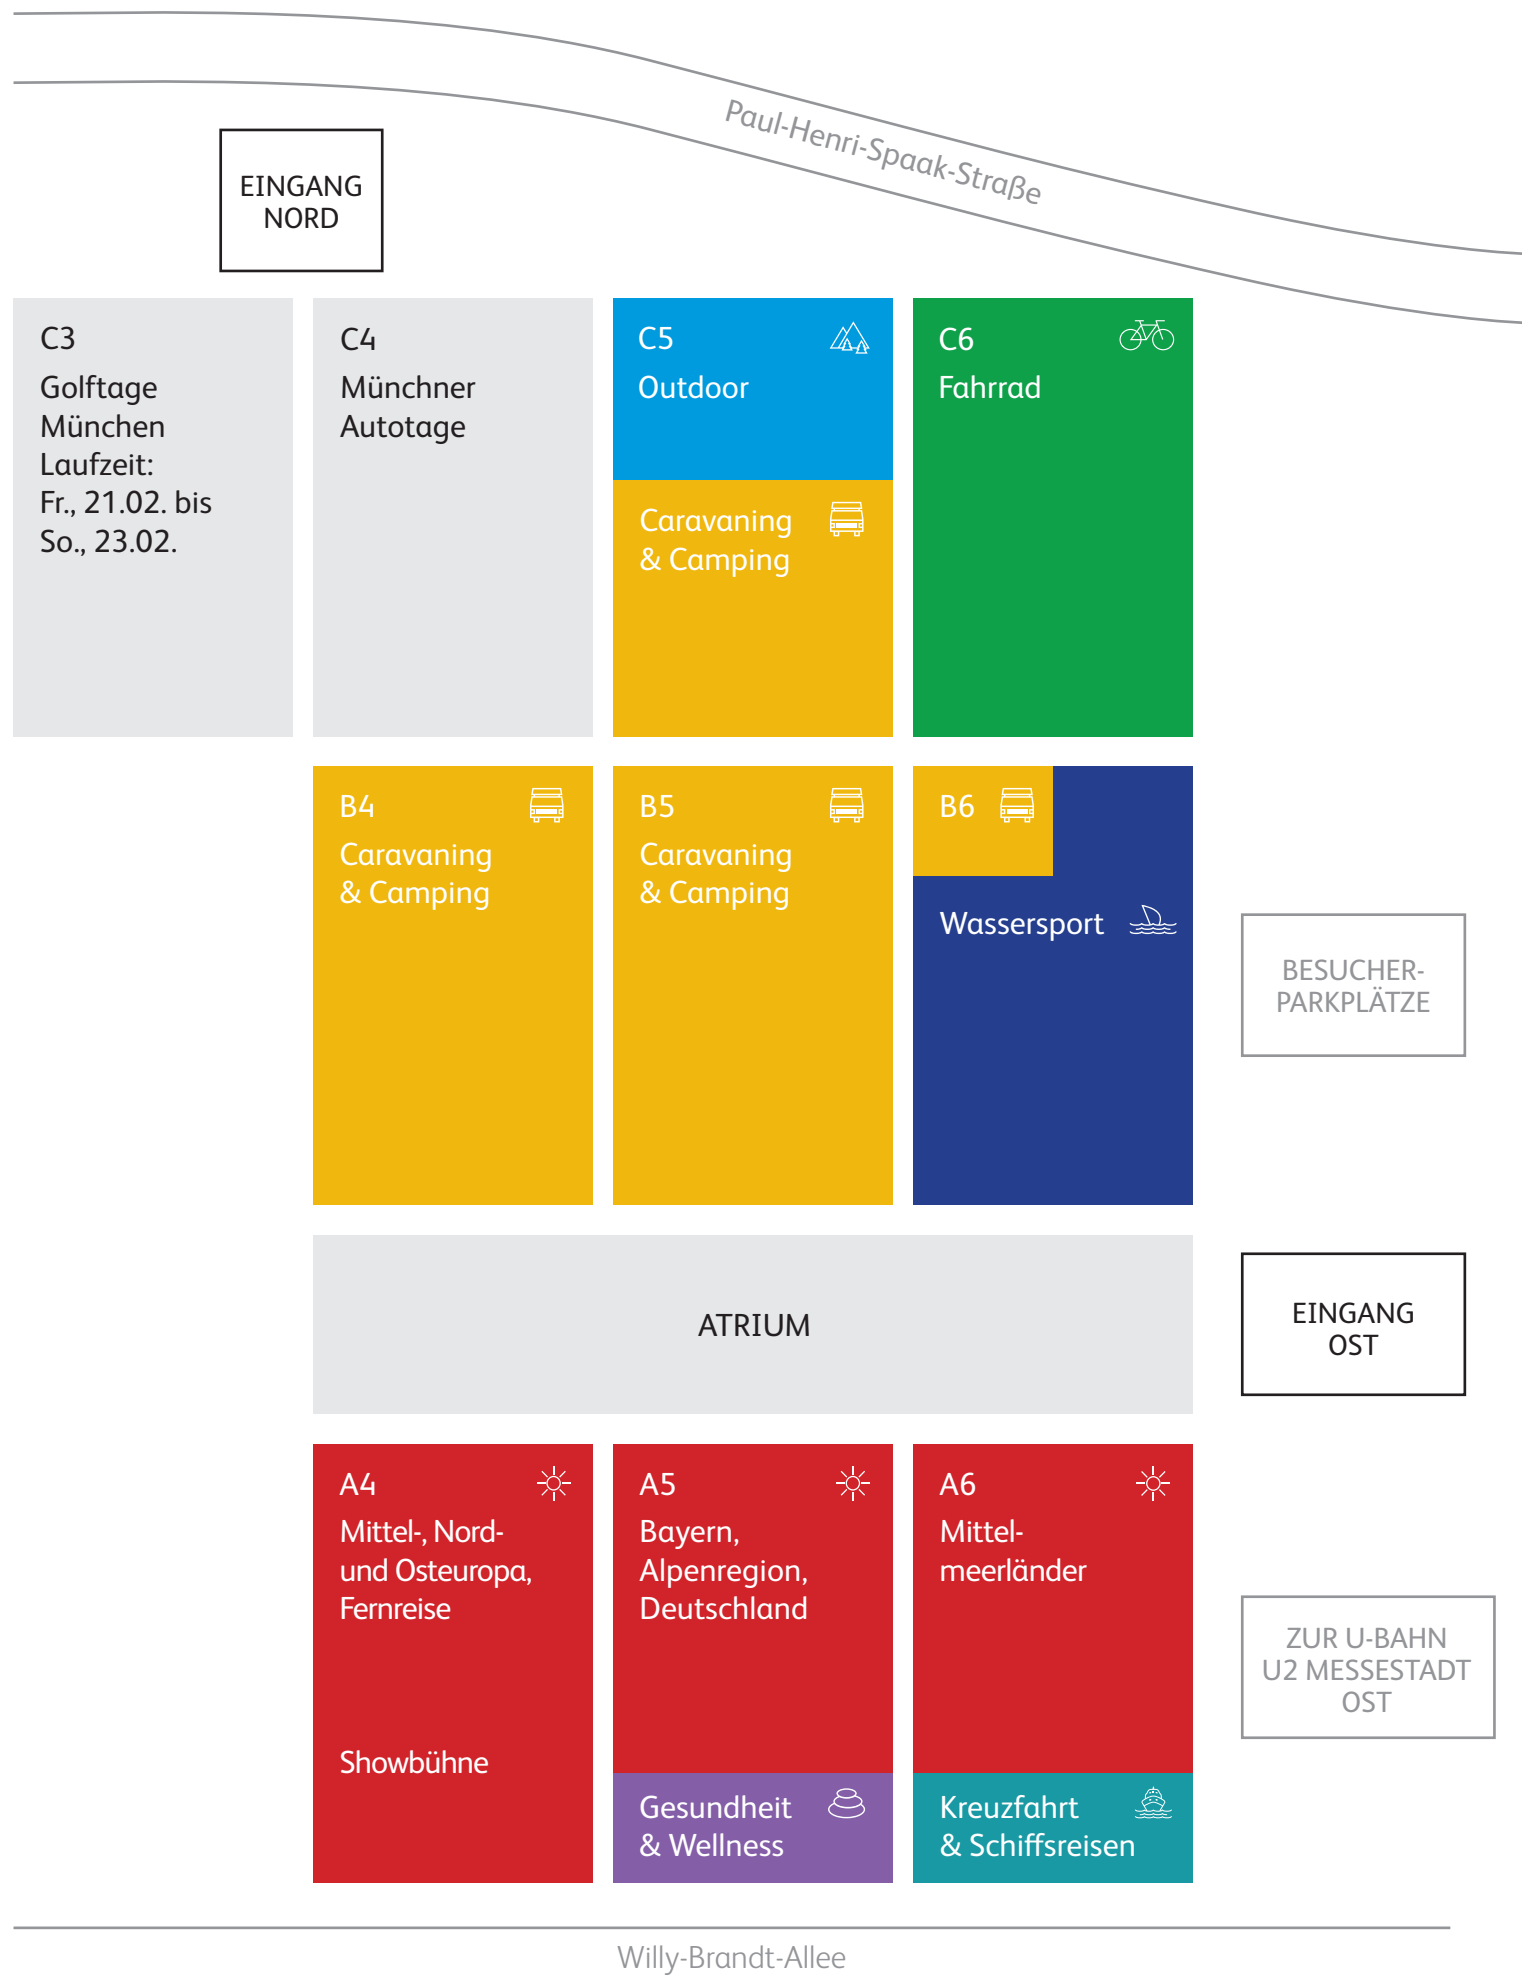 Paul-Henri-Spaak-Straße
EINGANG
NORD
C3
Golftage
München
Laufzeit:
Fr., 21.02. bis
So., 23.02.
C4
Münchner
Autotage
C5
Outdoor
Caravaning
& Camping
C6
Fahrrad
B4
Caravaning
& Camping
B5
Caravaning
& Camping
B6
Wassersport
BESUCHER-
PARKPLÄTZE
ATRIUM
EINGANG
OST
A4
Mittel-, Nord-
und Osteuropa,
Fernreise
Showbühne
A5
Bayern,
Alpenregion,
Deutschland
Gesundheit
& Wellness
A6
Mittel-
meerländer
Kreuzfahrt
& Schiffsreisen
ZUR U-BAHN
U2 MESSESTADT
OST
Willy-Brandt-Allee